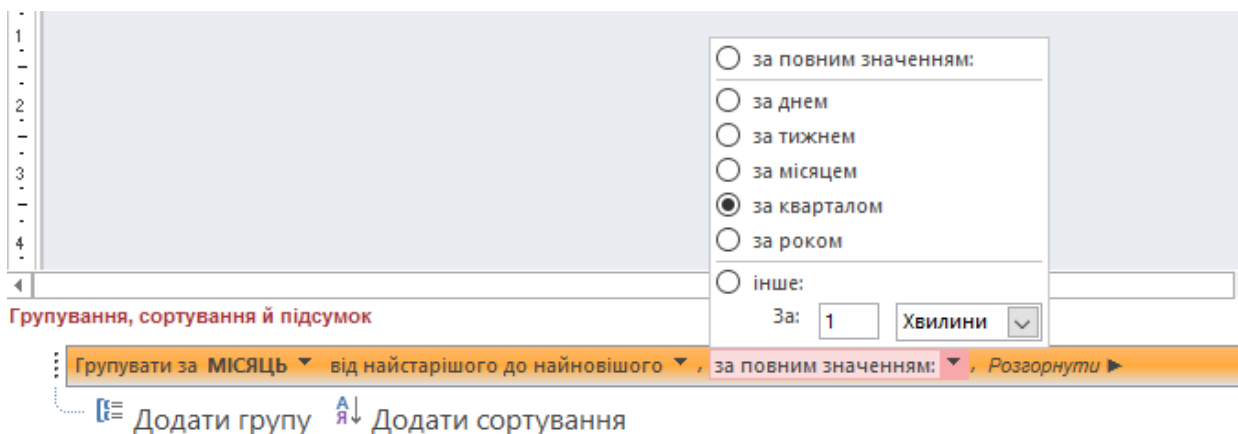 1
2
3
4
за повним значенням:
за днем
за тижнем
за місяцем
за кварталом
за роком
інше:
За: 1 Хвилини
Групування, сортування й підсумок
Групувати за МІСЯЦЬ від найстарішого до найновішого , за повним значенням: , Розгорнути
Додати групу Додати сортування